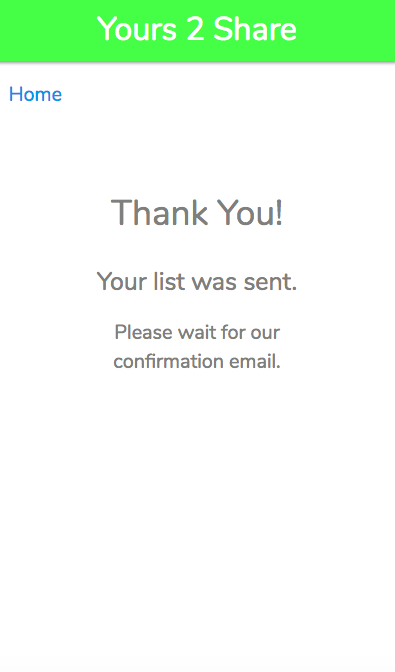 Yours 2 Share
Home
Thank You!
Your list was sent.
Please wait for our
confirmation email.